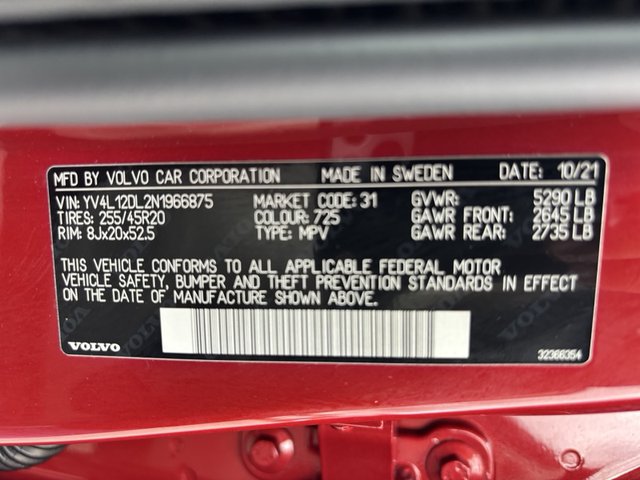 MFD BY VOLVO CAR CORPORATION MADE IN SWEDEN DATE: 10/21
VIN: YV4L12DL2N1966875 MARKET CODE: 31 GVWR: 5290 LB
TIRES: 255/45R20 COLOUR: 725 GAWR FRONT: 2645 LB
RIM: 8Jx20x52.5 TYPE: MPV GAWR REAR: 2735 LB
THIS VEHICLE CONFORMS TO ALL APPLICABLE FEDERAL MOTOR
VEHICLE SAFETY, BUMPER AND THEFT PREVENTION STANDARDS IN EFFECT
ON THE DATE OF MANUFACTURE SHOWN ABOVE.
VOLVO 32366354